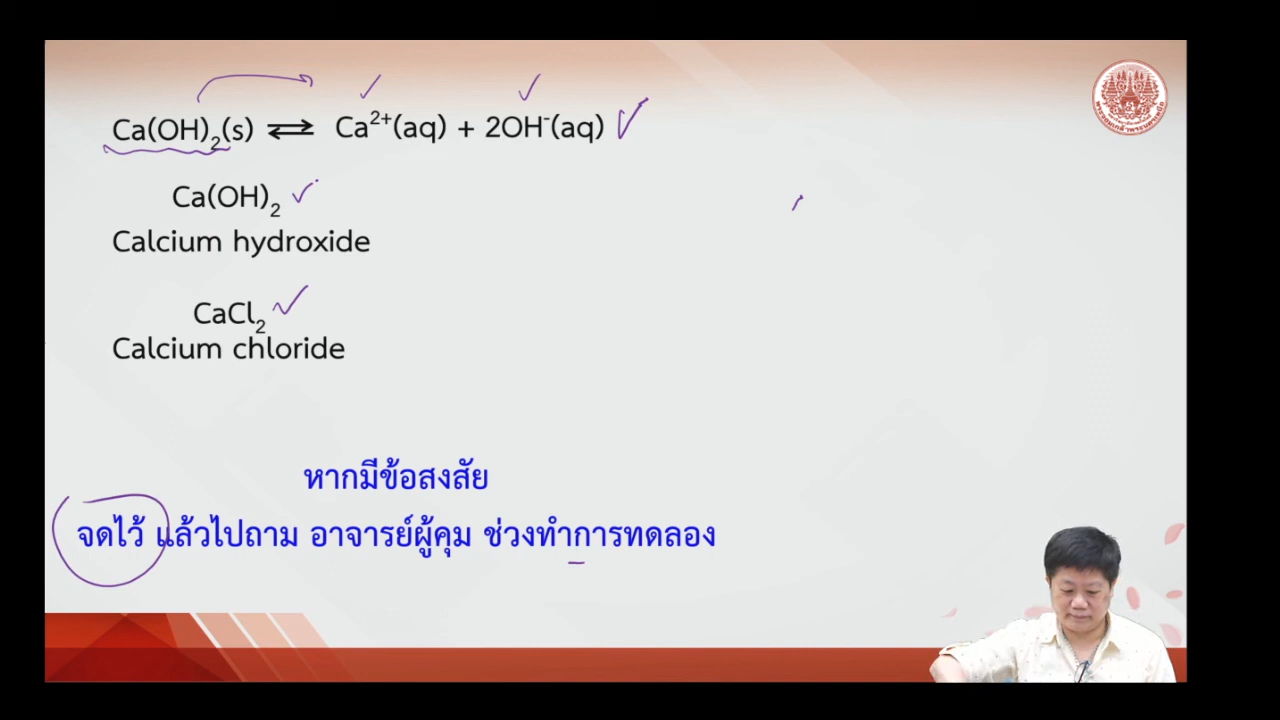 Ca(OH)₂(s) ⇌ Ca²⁺(aq) + 2OH⁻(aq)
Ca(OH)₂
Calcium hydroxide
CaCl₂
Calcium chloride
หากมีข้อสงสัย
จดไว้ แล้วไปถาม อาจารย์ผู้คุม ช่วงทำการทดลอง